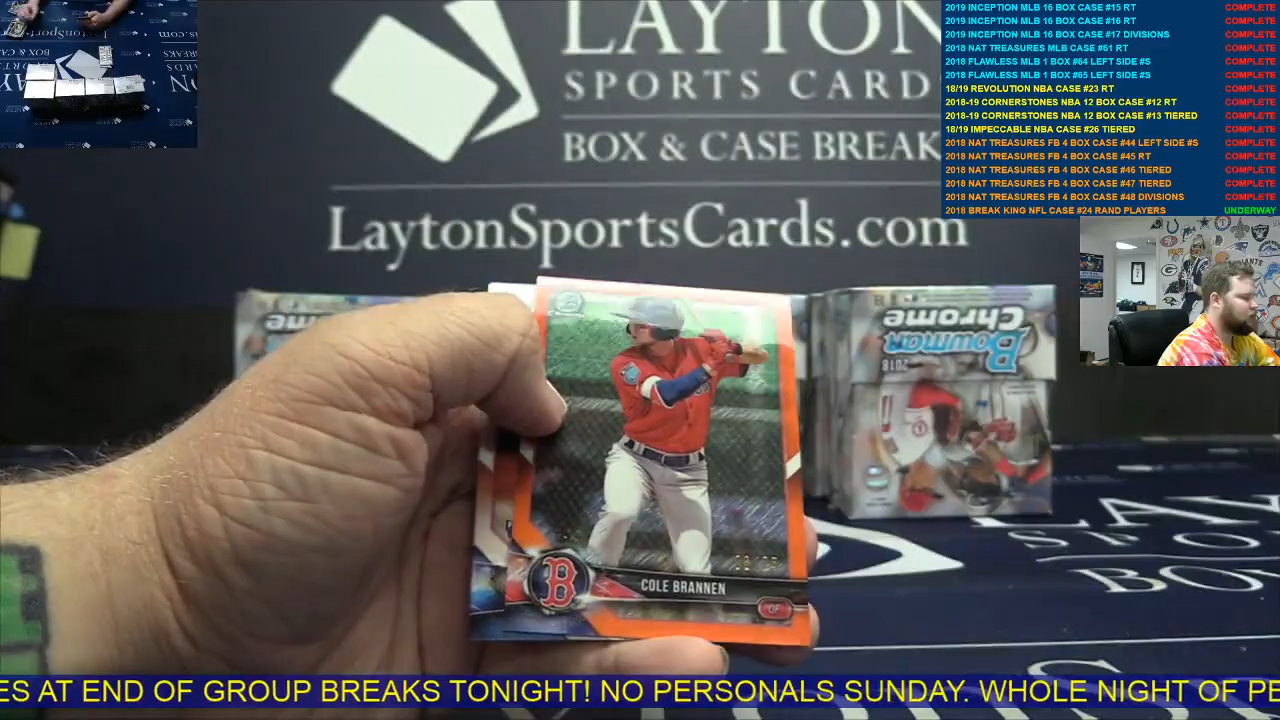 LAYTON
SPORTS CARD
BOX & CASE BREAK
LaytonSportsCards.com
2019 INCEPTION MLB 16 BOX CASE #15 RT COMPLETE
2019 INCEPTION MLB 16 BOX CASE #16 RT COMPLETE
2019 INCEPTION MLB 16 BOX CASE #17 DIVISIONS COMPLETE
2018 NAT TREASURES MLB CASE #61 RT COMPLETE
2018 FLAWLESS MLB 1 BOX #64 LEFT SIDE #S COMPLETE
2018 FLAWLESS MLB 1 BOX #65 LEFT SIDE #S COMPLETE
18/19 REVOLUTION NBA CASE #23 RT COMPLETE
2018-19 CORNERSTONES NBA 12 BOX CASE #12 RT COMPLETE
2018-19 CORNERSTONES NBA 12 BOX CASE #13 TIERED COMPLETE
18/19 IMPECCABLE NBA CASE #26 TIERED COMPLETE
2018 NAT TREASURES FB 4 BOX CASE #44 LEFT SIDE #S COMPLETE
2018 NAT TREASURES FB 4 BOX CASE #45 RT COMPLETE
2018 NAT TREASURES FB 4 BOX CASE #46 TIERED COMPLETE
2018 NAT TREASURES FB 4 BOX CASE #47 TIERED COMPLETE
2018 NAT TREASURES FB 4 BOX CASE #48 DIVISIONS COMPLETE
2018 BREAK KING NFL CASE #24 RAND PLAYERS UNDERWAY
2018
Bowman
Chrome
ome
B
COLE BRANNEN
OF
LAY
SPO
BO
ES AT END OF GROUP BREAKS TONIGHT! NO PERSONALS SUNDAY. WHOLE NIGHT OF PE